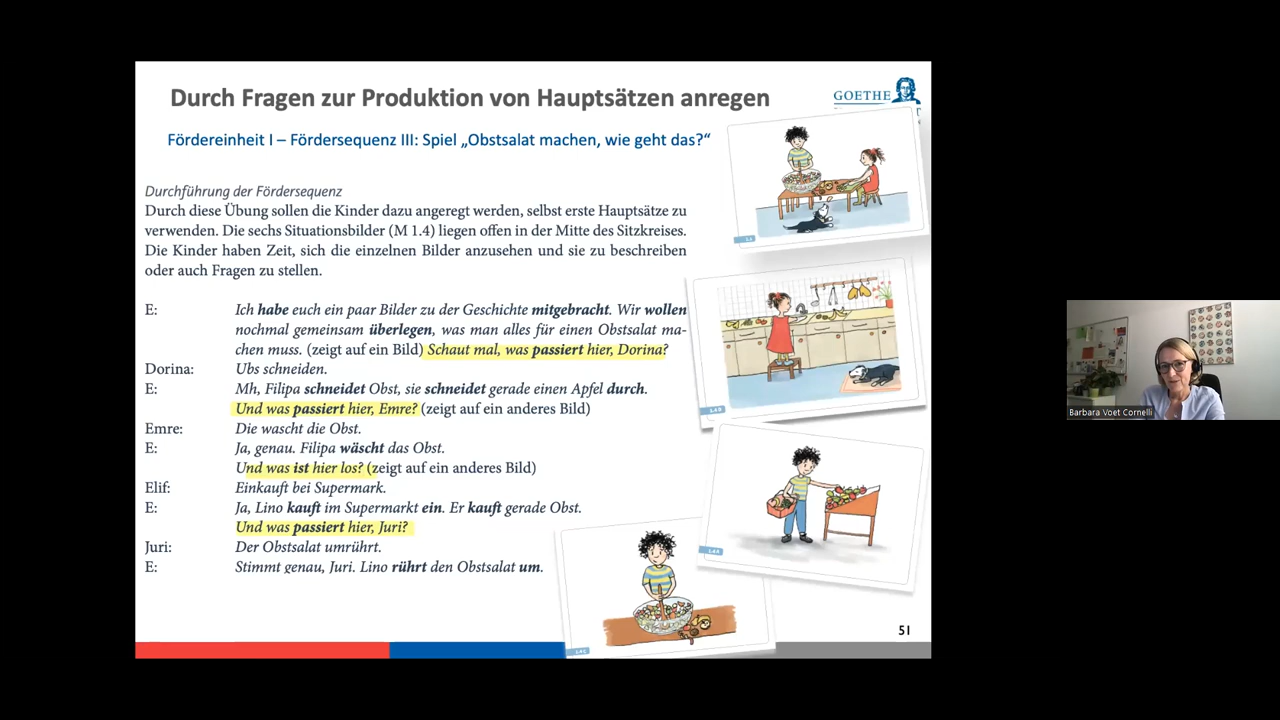 Durch Fragen zur Produktion von Hauptsätzen anregen
GOETHE
Fördereinheit I – Fördersequenz III: Spiel „Obstsalat machen, wie geht das?“
Durchführung der Fördersequenz
Durch diese Übung sollen die Kinder dazu angeregt werden, selbst erste Hauptsätze zu
verwenden. Die sechs Situationsbilder (M 1.4) liegen offen in der Mitte des Sitzkreises.
Die Kinder haben Zeit, sich die einzelnen Bilder anzusehen und sie zu beschreiben
oder auch Fragen zu stellen.
E: Ich habe euch ein paar Bilder zu der Geschichte mitgebracht. Wir wollen
nochmal gemeinsam überlegen, was man alles für einen Obstsalat ma-
chen muss. (zeigt auf ein Bild) Schaut mal, was passiert hier, Dorina?
Dorina: Ubs schneiden.
E: Mh, Filipa schneidet Obst, sie schneidet gerade einen Apfel durch.
Und was passiert hier, Emre? (zeigt auf ein anderes Bild)
Emre: Die wascht die Obst.
E: Ja, genau. Filipa wäscht das Obst.
Und was ist hier los? (zeigt auf ein anderes Bild)
Elif: Einkauft bei Supermark.
E: Ja, Lino kauft im Supermarkt ein. Er kauft gerade Obst.
Und was passiert hier, Juri?
Juri: Der Obstsalat umrührt.
E: Stimmt genau, Juri. Lino rührt den Obstsalat um.
51
Barbara Voet Cornelli